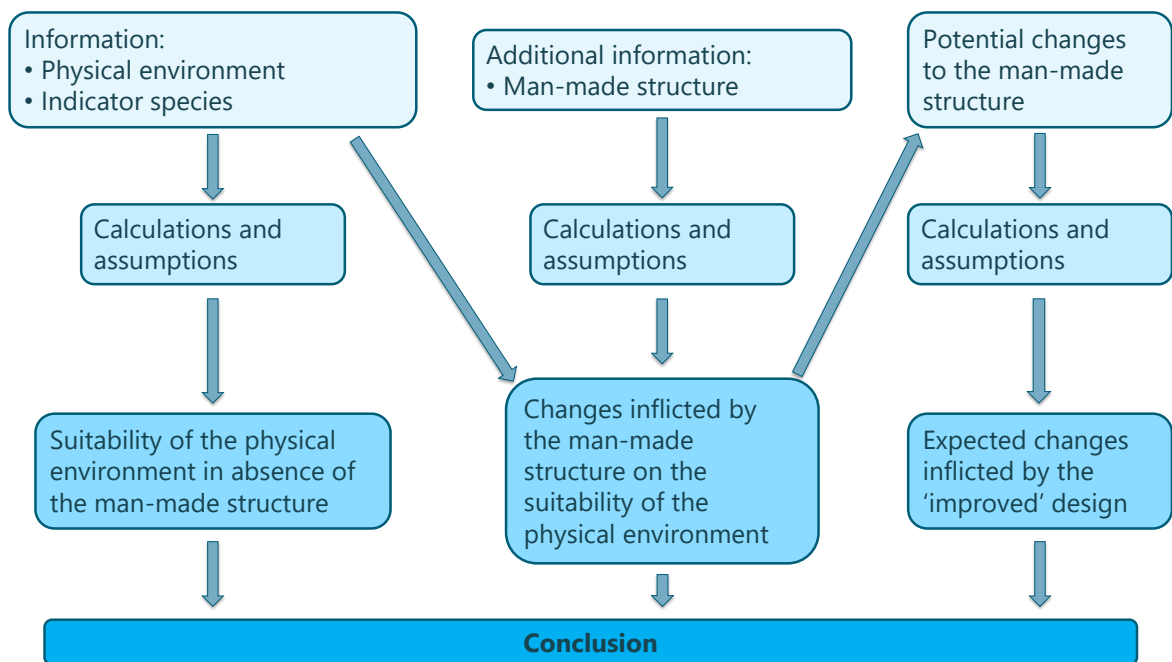 Information:
• Physical environment
• Indicator species
Additional information:
• Man-made structure
Potential changes
to the man-made
structure
Calculations and
assumptions
Calculations and
assumptions
Calculations and
assumptions
Suitability of the physical
environment in absence of
the man-made structure
Changes inflicted by
the man-made
structure on the
suitability of the
physical environment
Expected changes
inflicted by the
‘improved’ design
Conclusion